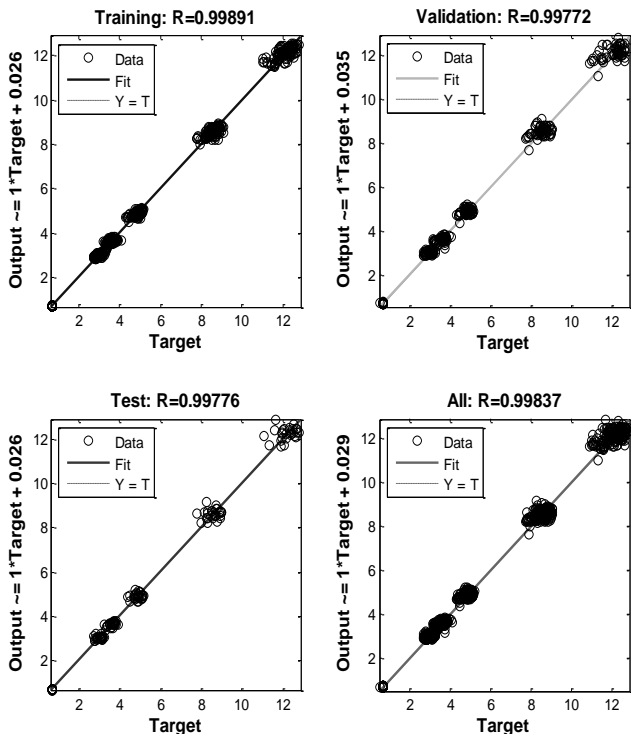 Training: R=0.99891
Output ~= 1*Target + 0.026
12
10
8
6
4
2
Data
Fit
Y = T
2 4 6 8 10 12
Target
Validation: R=0.99772
Output ~= 1*Target + 0.035
12
10
8
6
4
2
Data
Fit
Y = T
2 4 6 8 10 12
Target
Test: R=0.99776
Output ~= 1*Target + 0.026
12
10
8
6
4
2
Data
Fit
Y = T
2 4 6 8 10 12
Target
All: R=0.99837
Output ~= 1*Target + 0.029
12
10
8
6
4
2
Data
Fit
Y = T
2 4 6 8 10 12
Target